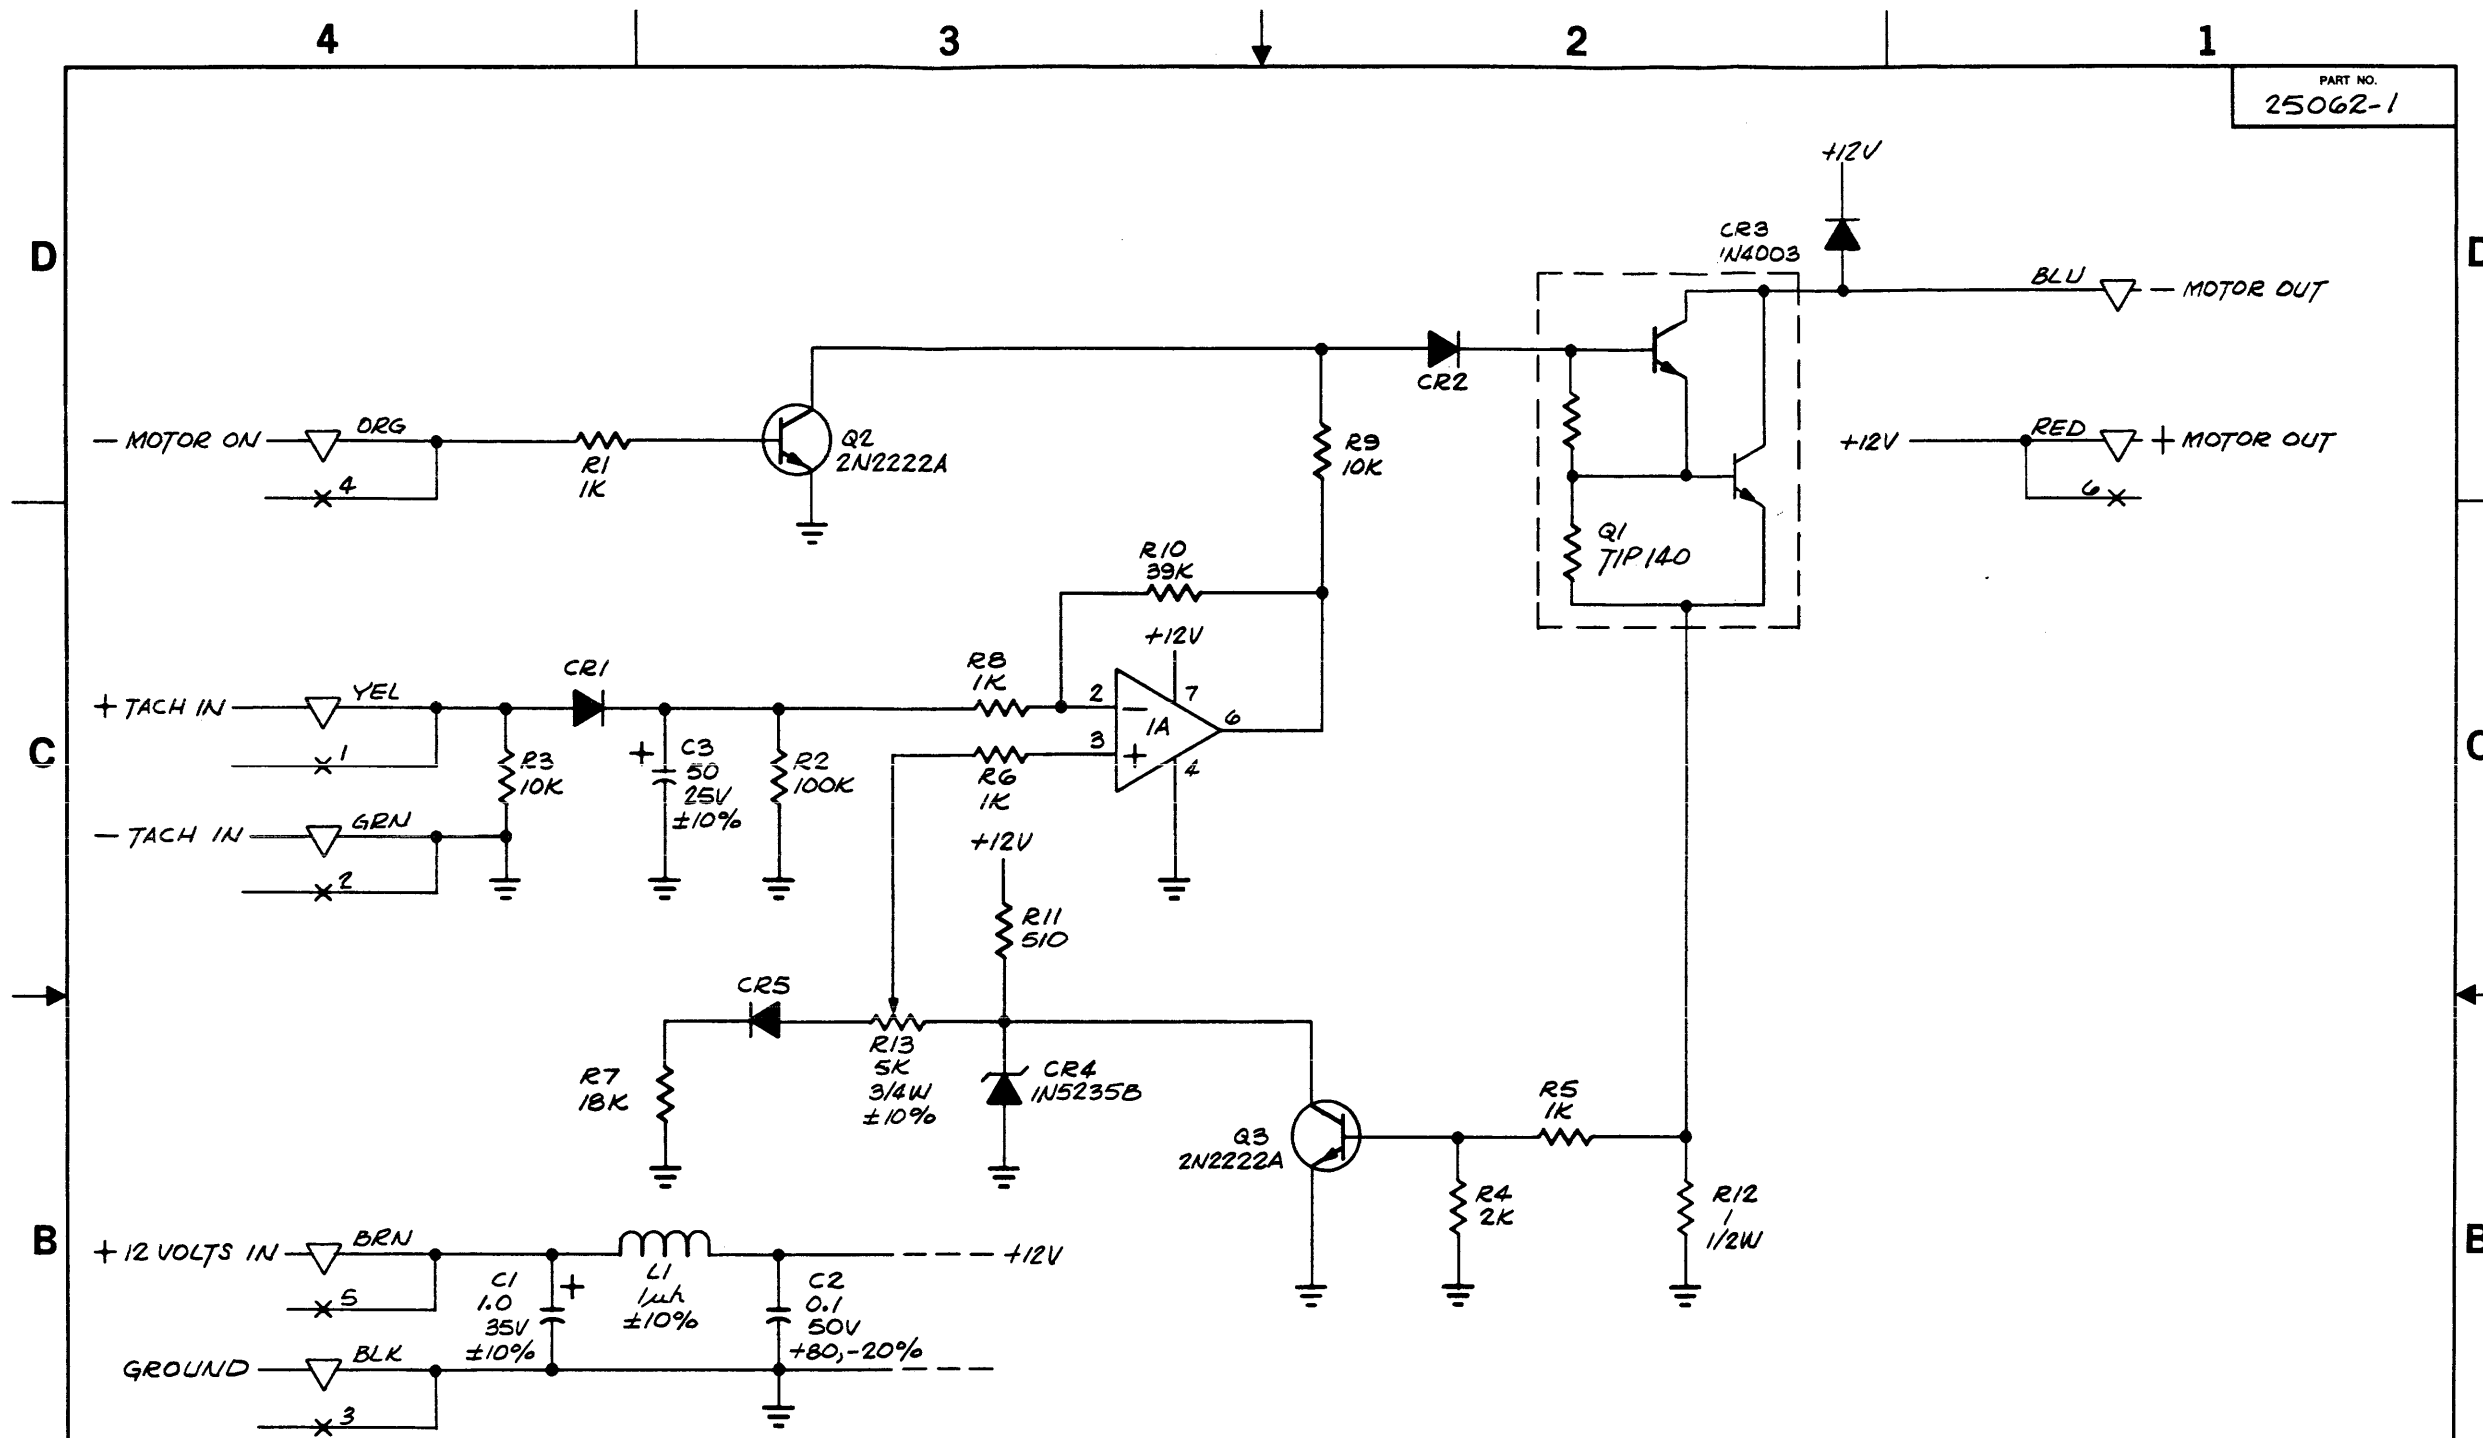 4 3 2 1
PART NO.
25062-1
+12V
D
CR3
1N4003
D
BLU
- MOTOR OUT
CR2
- MOTOR ON
ORG
4
R1
1K
Q2
2N2222A
R9
10K
+12V
RED
+ MOTOR OUT
6
Q1
TIP140
R10
39K
+12V
CR1
R8
1K
+ TACH IN
YEL
1
2
7
-
1A
6
3
+
4
C
+
C3
50
25V
±10%
R3
10K
R2
100K
R6
1K
C
- TACH IN
GRN
2
+12V
R11
510
CR5
R13
5K
3/4W
±10%
CR4
1N5235B
R7
18K
R5
1K
Q3
2N2222A
R4
2K
R12
1
1/2W
B
+ 12 VOLTS IN
BRN
5
C1
1.0
35V
±10%
+
L1
1µh
±10%
C2
0.1
50V
+80,-20%
+12V
B
GROUND
BLK
3